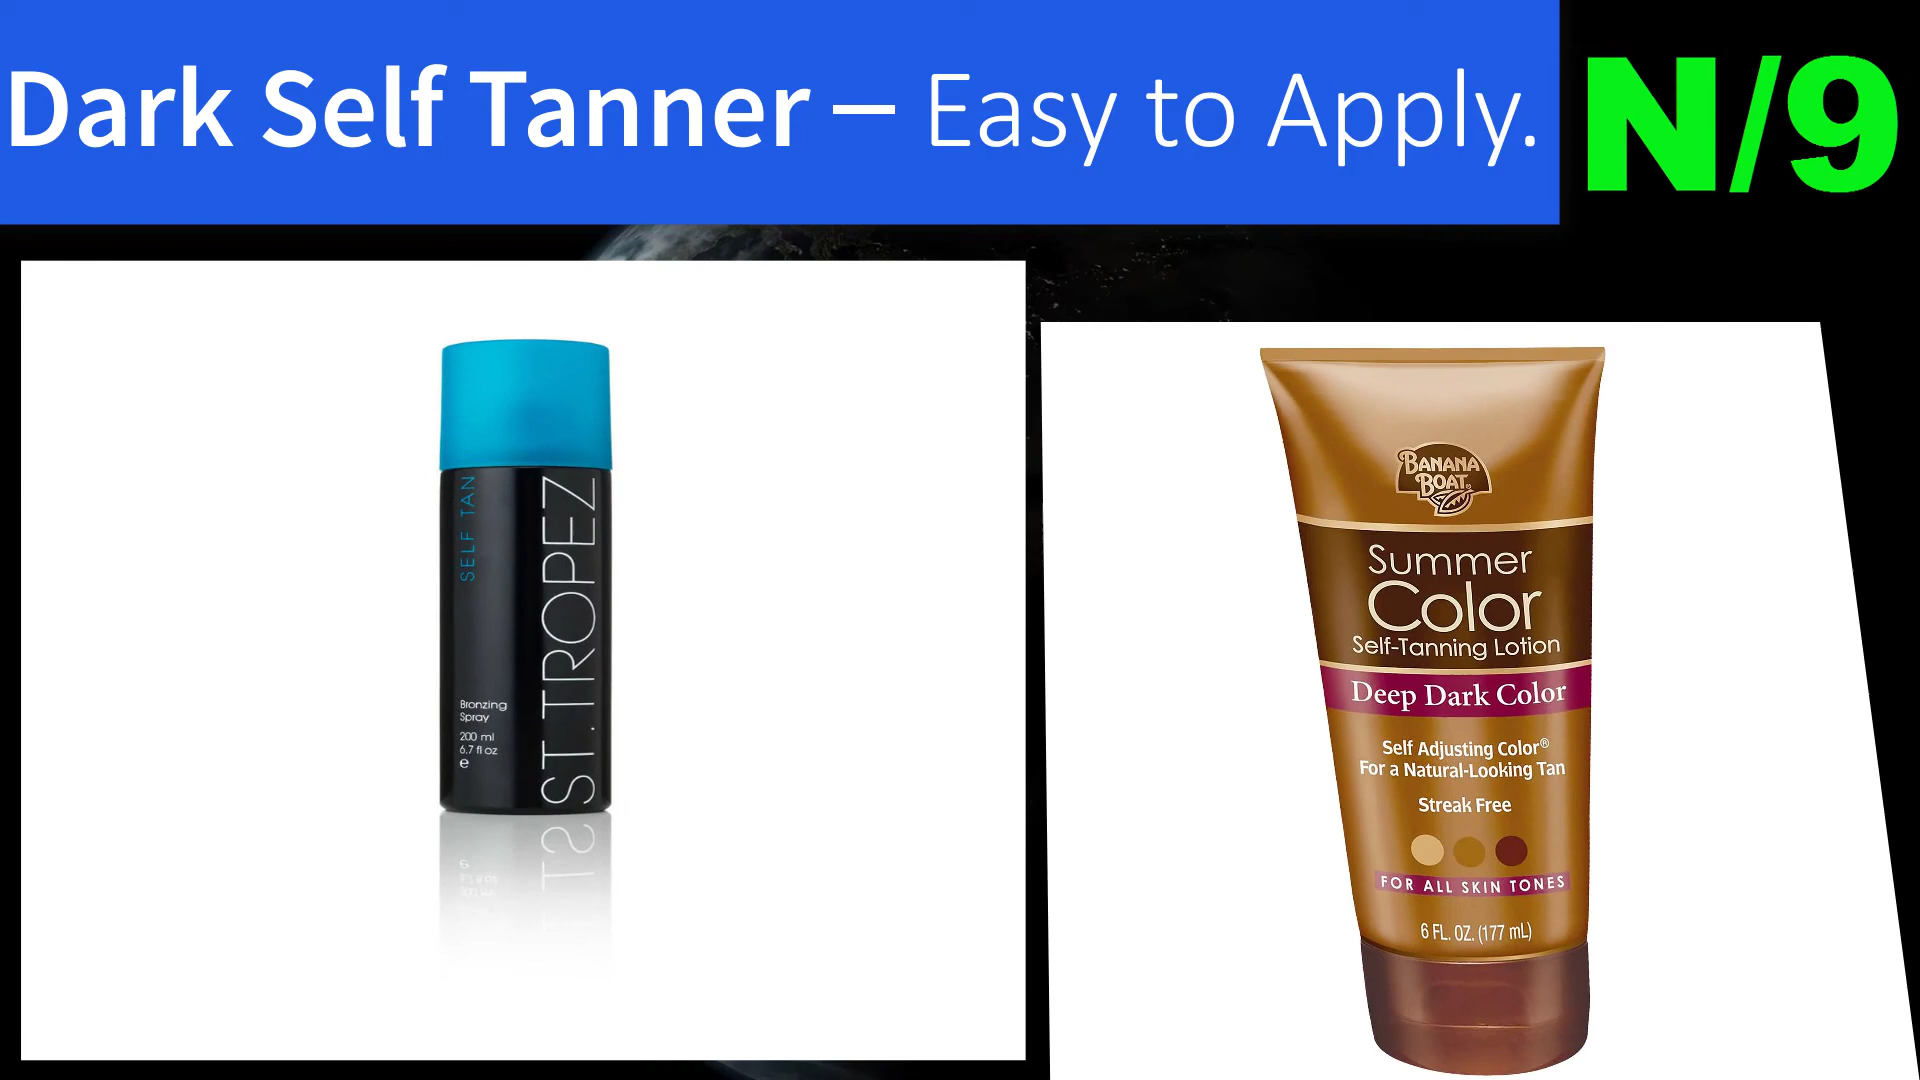 Dark Self Tanner – Easy to Apply.
N/9
SELF TAN
ST.TROPEZ
Bronzing
Spray
200 ml
6.7 fl oz
e
BANANA
BOAT®
Summer
Color
Self-Tanning Lotion
Deep Dark Color
Self Adjusting Color®
For a Natural-Looking Tan
Streak Free
FOR ALL SKIN TONES
6 FL. OZ. (177 mL)